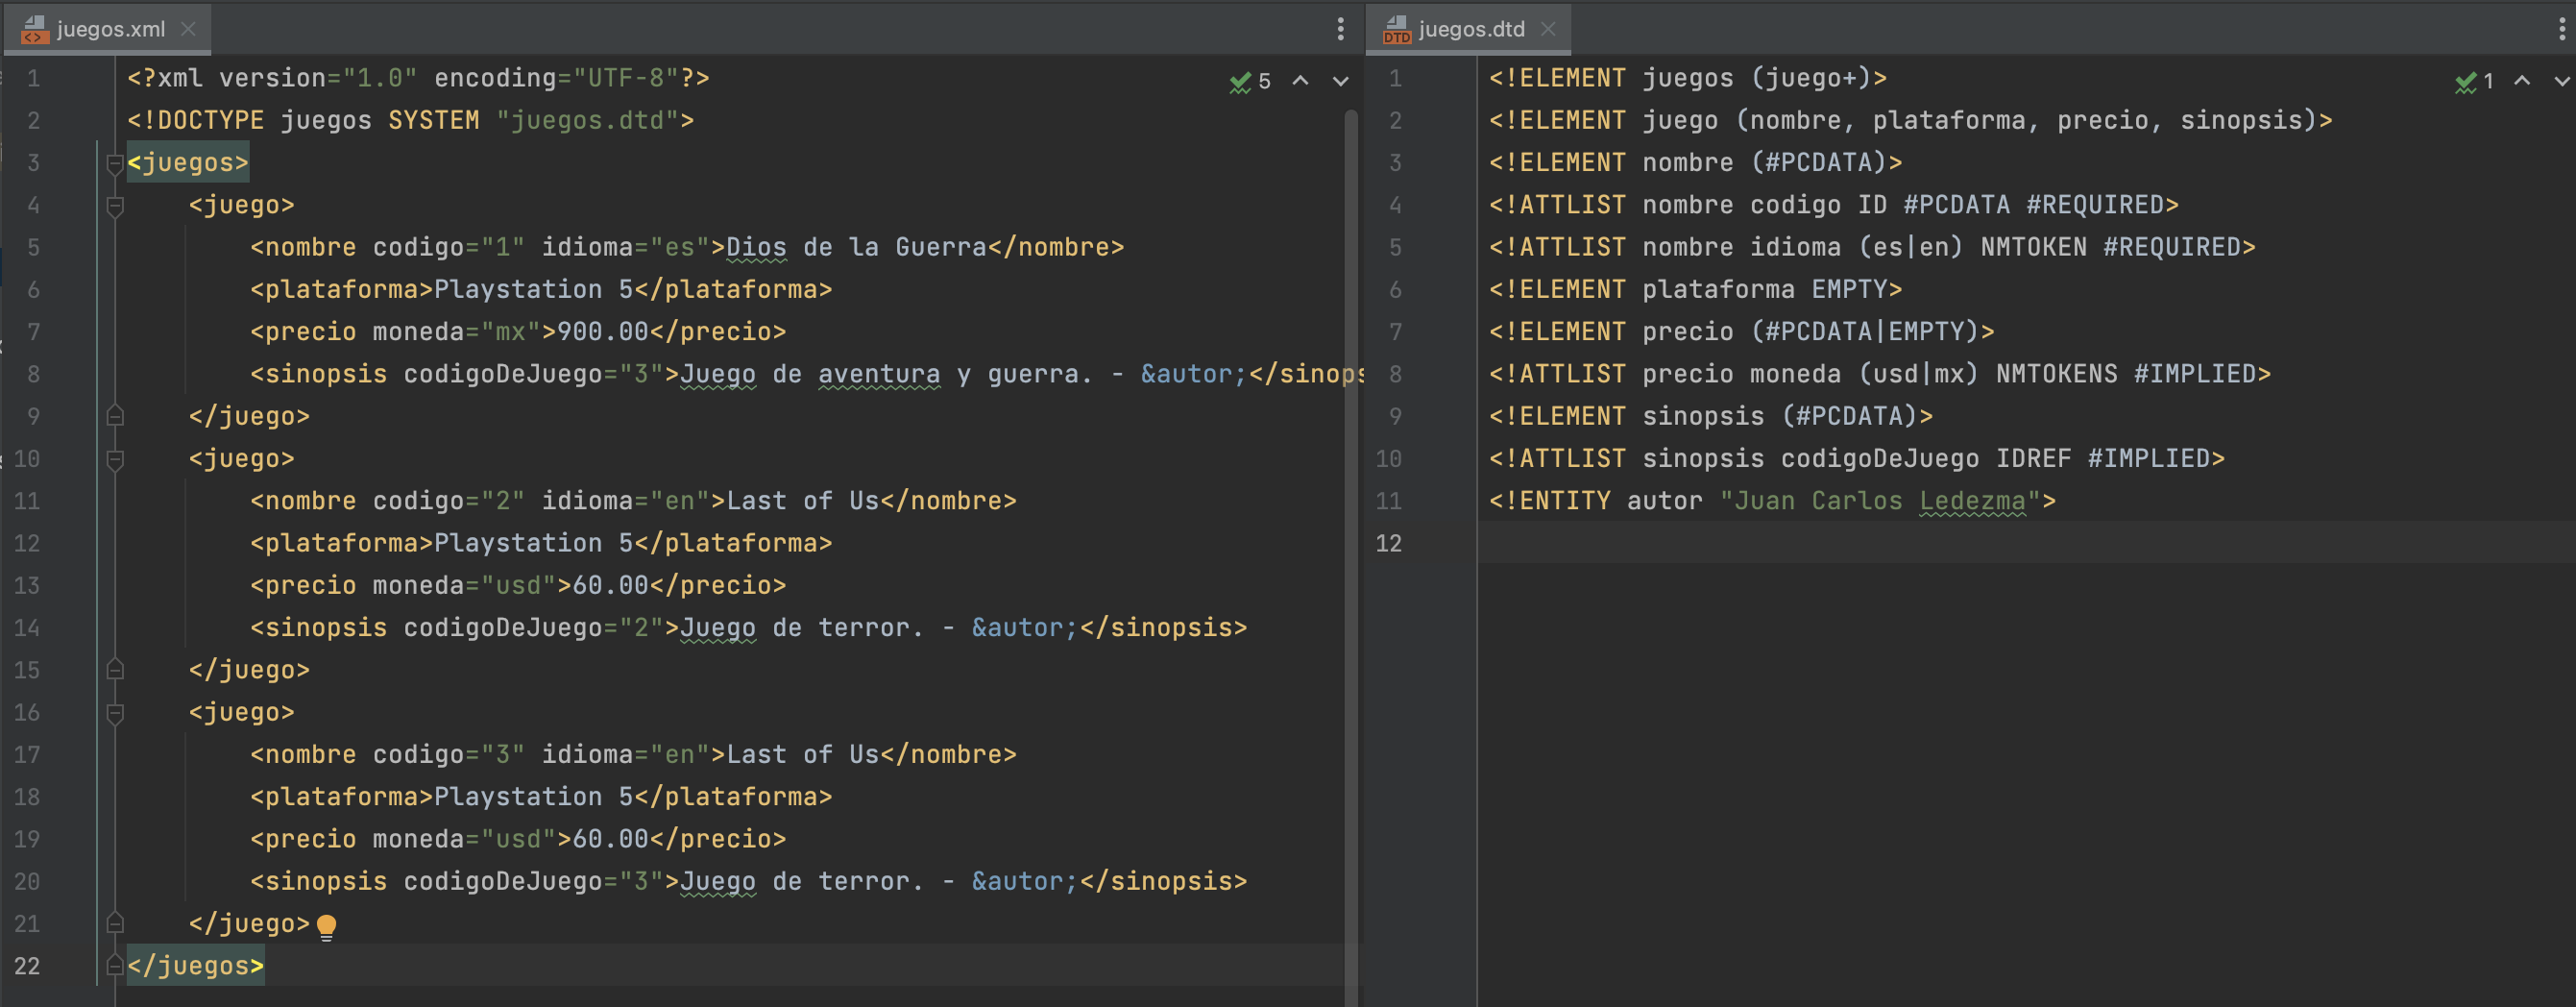 juegos.xml
1 <?xml version="1.0" encoding="UTF-8"?>
2 <!DOCTYPE juegos SYSTEM "juegos.dtd">
3 <juegos>
4     <juego>
5         <nombre codigo="1" idioma="es">Dios de la Guerra</nombre>
6         <plataforma>Playstation 5</plataforma>
7         <precio moneda="mx">900.00</precio>
8         <sinopsis codigoDeJuego="3">Juego de aventura y guerra. - &autor;</sinops
9     </juego>
10     <juego>
11         <nombre codigo="2" idioma="en">Last of Us</nombre>
12         <plataforma>Playstation 5</plataforma>
13         <precio moneda="usd">60.00</precio>
14         <sinopsis codigoDeJuego="2">Juego de terror. - &autor;</sinopsis>
15     </juego>
16     <juego>
17         <nombre codigo="3" idioma="en">Last of Us</nombre>
18         <plataforma>Playstation 5</plataforma>
19         <precio moneda="usd">60.00</precio>
20         <sinopsis codigoDeJuego="3">Juego de terror. - &autor;</sinopsis>
21     </juego>
22 </juegos>
5
DTD juegos.dtd
1 <!ELEMENT juegos (juego+)>
2 <!ELEMENT juego (nombre, plataforma, precio, sinopsis)>
3 <!ELEMENT nombre (#PCDATA)>
4 <!ATTLIST nombre codigo ID #PCDATA #REQUIRED>
5 <!ATTLIST nombre idioma (es|en) NMTOKEN #REQUIRED>
6 <!ELEMENT plataforma EMPTY>
7 <!ELEMENT precio (#PCDATA|EMPTY)>
8 <!ATTLIST precio moneda (usd|mx) NMTOKENS #IMPLIED>
9 <!ELEMENT sinopsis (#PCDATA)>
10 <!ATTLIST sinopsis codigoDeJuego IDREF #IMPLIED>
11 <!ENTITY autor "Juan Carlos Ledezma">
12
1